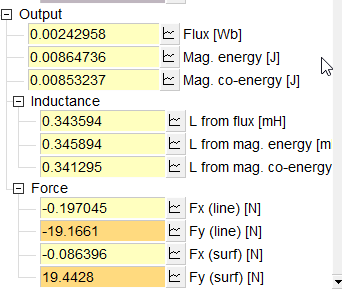 Output
0.00242958 Flux [Wb]
0.00864736 Mag. energy [J]
0.00853237 Mag. co-energy [J]
Inductance
0.343594 L from flux [mH]
0.345894 L from mag. energy [m
0.341295 L from mag. co-energy
Force
-0.197045 Fx (line) [N]
-19.1661 Fy (line) [N]
-0.086396 Fx (surf) [N]
19.4428 Fy (surf) [N]